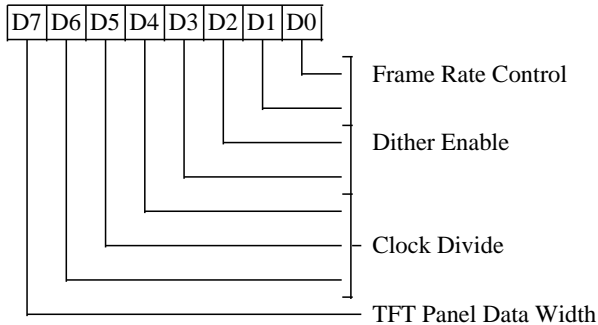 D7 D6 D5 D4 D3 D2 D1 D0
Frame Rate Control
Dither Enable
Clock Divide
TFT Panel Data Width